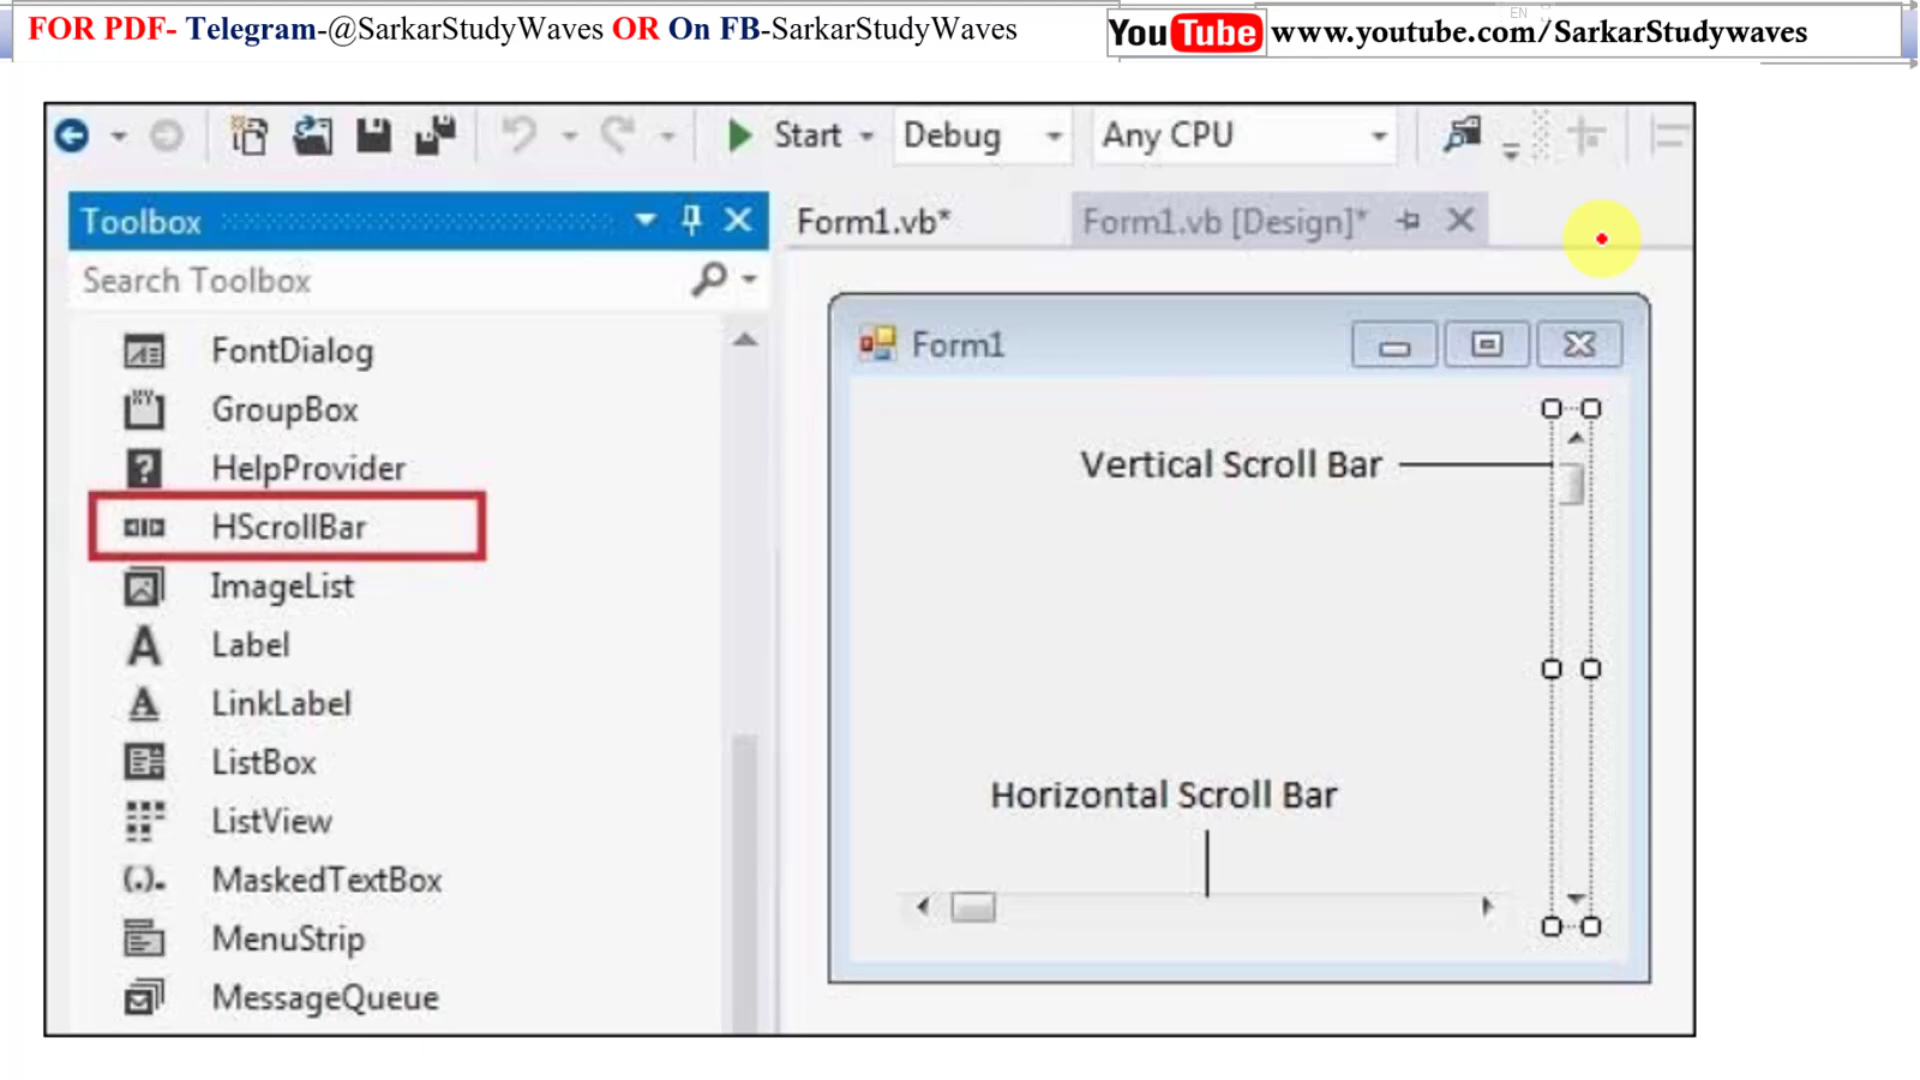 FOR PDF- Telegram-@SarkarStudyWaves OR On FB-SarkarStudyWaves
YouTube www.youtube.com/SarkarStudywaves
EN
Start Debug Any CPU
Toolbox
Form1.vb* Form1.vb [Design]*
Search Toolbox
FontDialog
GroupBox
HelpProvider
HScrollBar
ImageList
Label
LinkLabel
ListBox
ListView
MaskedTextBox
MenuStrip
MessageQueue
Form1
Vertical Scroll Bar
Horizontal Scroll Bar